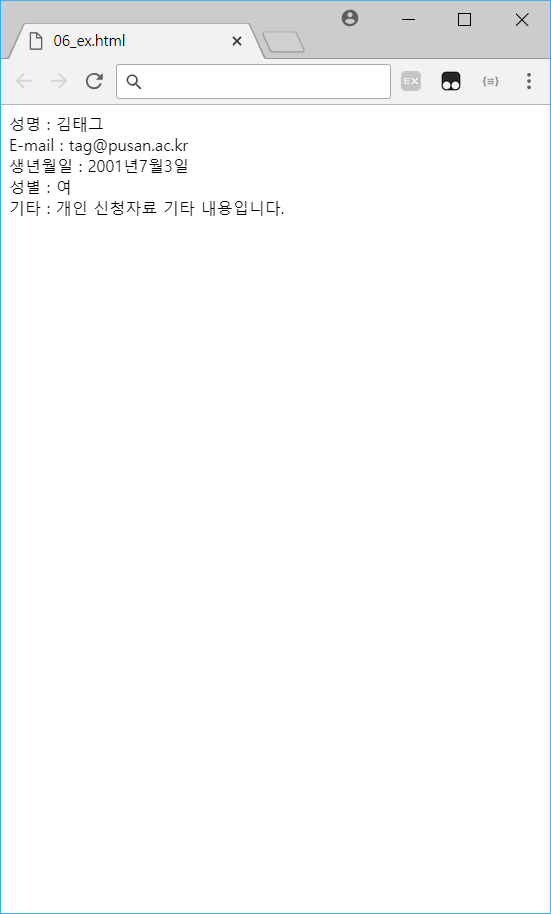 06_ex.html
EX
{≡}
성명 : 김태그
E-mail : tag@pusan.ac.kr
생년월일 : 2001년7월3일
성별 : 여
기타 : 개인 신청자료 기타 내용입니다.